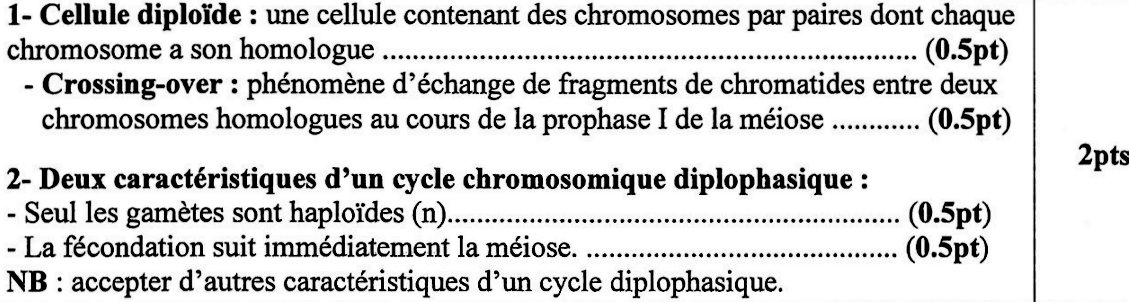 1- Cellule diploïde : une cellule contenant des chromosomes par paires dont chaque
chromosome a son homologue ........................................................................... (0.5pt)
- Crossing-over : phénomène d’échange de fragments de chromatides entre deux
chromosomes homologues au cours de la prophase I de la méiose ............ (0.5pt)
2pts
2- Deux caractéristiques d’un cycle chromosomique diplophasique :
- Seul les gamètes sont haploïdes (n)............................................................... (0.5pt)
- La fécondation suit immédiatement la méiose. ............................................ (0.5pt)
NB : accepter d’autres caractéristiques d’un cycle diplophasique.